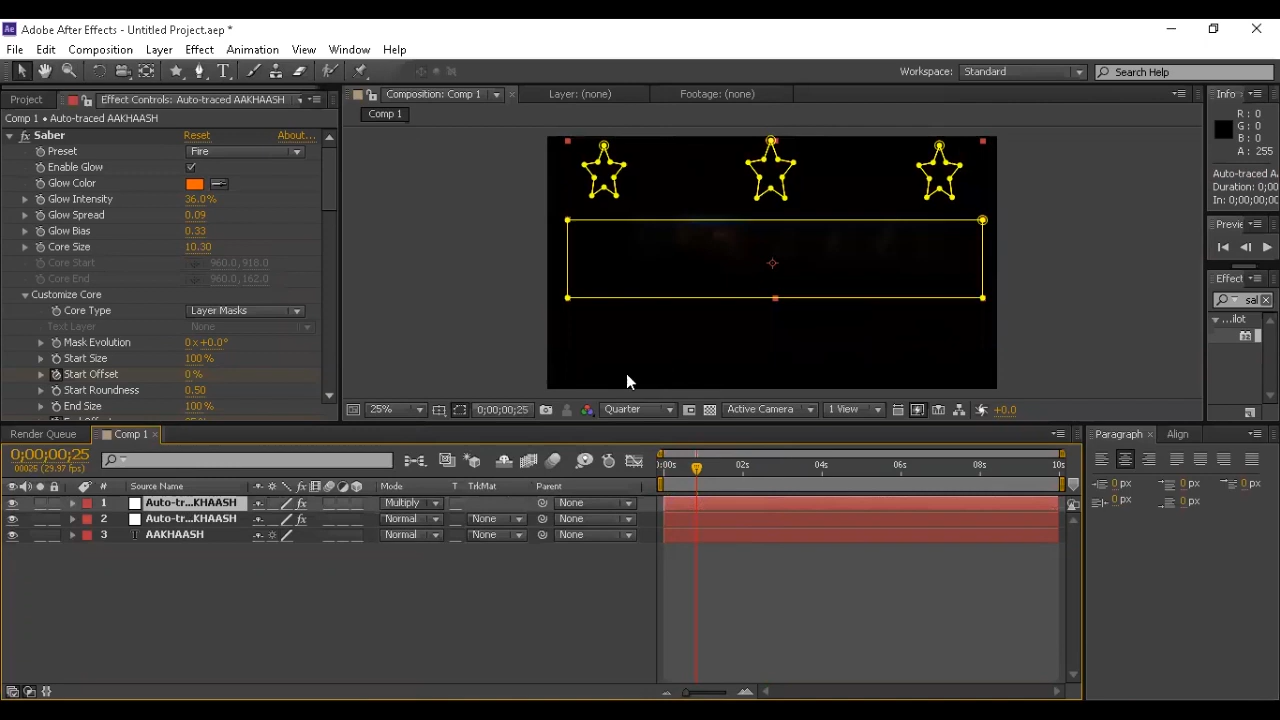 Adobe After Effects - Untitled Project.aep *
File Edit Composition Layer Effect Animation View Window Help
Workspace: Standard Search Help
Project Effect Controls: Auto-traced AAKHAASH
Composition: Comp 1 Layer: (none) Footage: (none)
Info
Comp 1 • Auto-traced AAKHAASH
Comp 1
Saber Reset About...
Preset Fire
Enable Glow
Glow Color
Glow Intensity 36.0%
Glow Spread 0.09
Glow Bias 0.33
Core Size 10.30
Core Start 960.0,918.0
Core End 960.0,162.0
Customize Core
Core Type Layer Masks
Text Layer None
Mask Evolution 0x+0.0°
Start Size 100 %
Start Offset 0 %
Start Roundness 0.50
End Size 100 %
R: 0
G: 0
B: 0
A: 255
Auto-traced A
Duration: 0;
In: 0;00;00;
Previe
Effect
sal
...ilot
25% 0;00;00;25 Quarter Active Camera 1 View +0.0
Render Queue Comp 1
0;00;00;25
00025 (29.97 fps)
:00s 02s 04s 06s 08s 10s
# Source Name Mode T TrkMat Parent
1 Auto-tr...KHAASH Multiply None
2 Auto-tr...KHAASH Normal None None
3 T AAKHAASH Normal None None
Paragraph Align
0 px 0 px 0 px
0 px 0 px